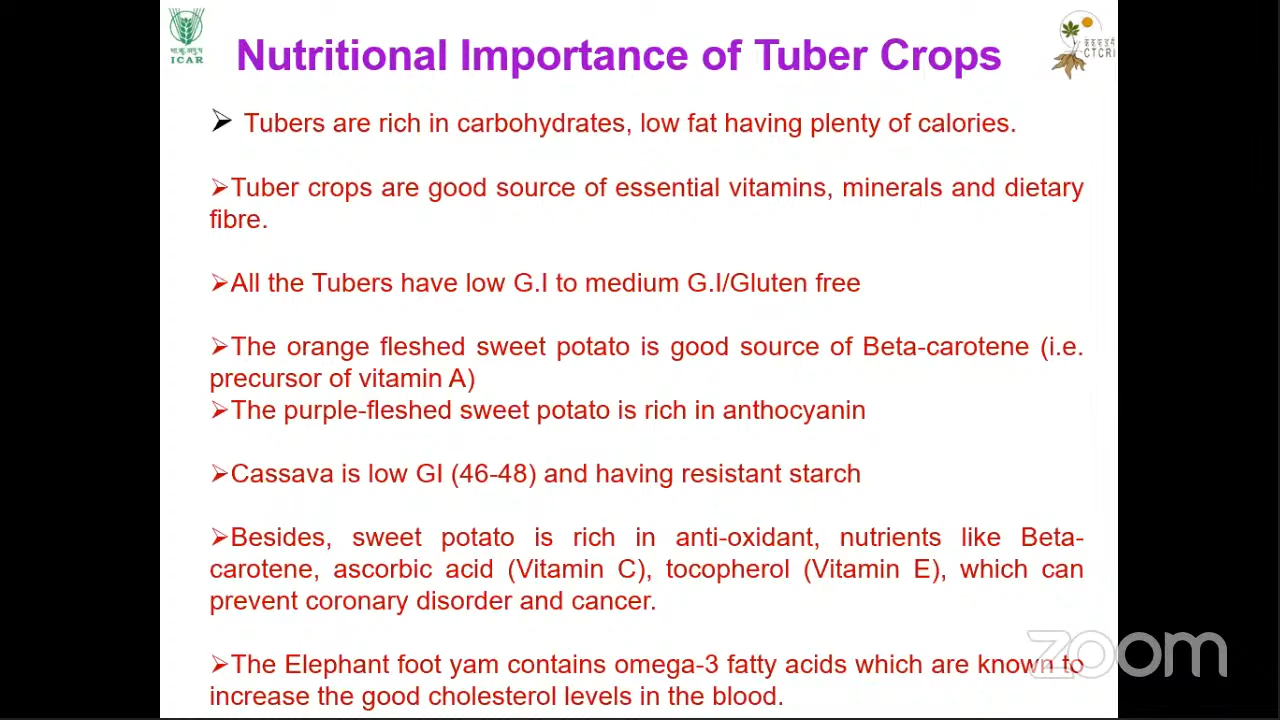 ICAR
Nutritional Importance of Tuber Crops
CTCRI
➢ Tubers are rich in carbohydrates, low fat having plenty of calories.
➢Tuber crops are good source of essential vitamins, minerals and dietary
fibre.
➢All the Tubers have low G.I to medium G.I/Gluten free
➢The orange fleshed sweet potato is good source of Beta-carotene (i.e.
precursor of vitamin A)
➢The purple-fleshed sweet potato is rich in anthocyanin
➢Cassava is low GI (46-48) and having resistant starch
➢Besides, sweet potato is rich in anti-oxidant, nutrients like Beta-
carotene, ascorbic acid (Vitamin C), tocopherol (Vitamin E), which can
prevent coronary disorder and cancer.
➢The Elephant foot yam contains omega-3 fatty acids which are known to
increase the good cholesterol levels in the blood.
zoom